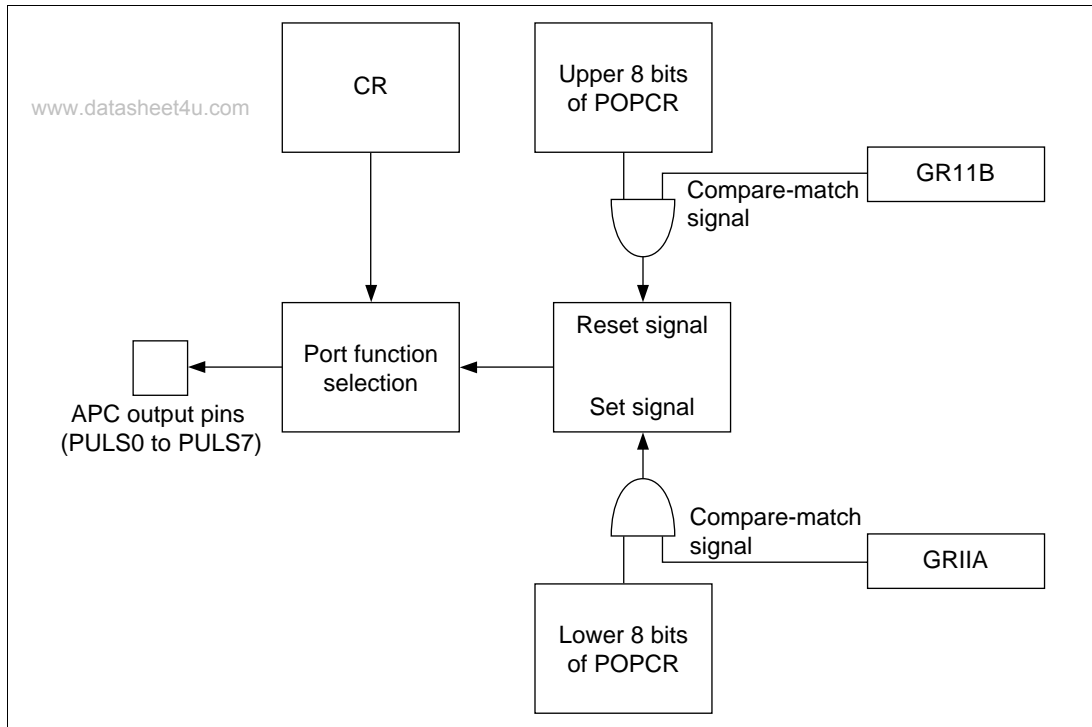 www.datasheet4u.com
CR
Upper 8 bits
of POPCR
GR11B
Compare-match
signal
Port function
selection
Reset signal
Set signal
APC output pins
(PULS0 to PULS7)
Compare-match
signal
GRIIA
Lower 8 bits
of POPCR